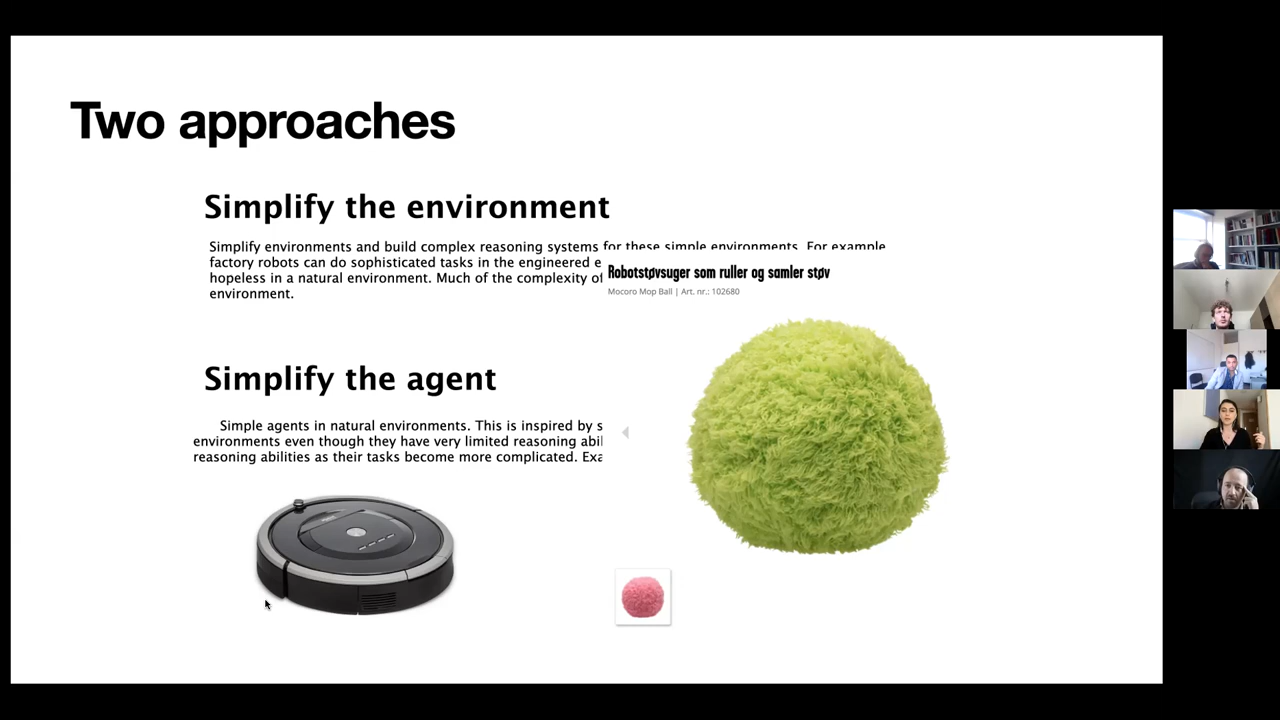 Two approaches
Simplify the environment
Simplify environments and build complex reasoning systems for these simple environments. For example
factory robots can do sophisticated tasks in the engineered e
hopeless in a natural environment. Much of the complexity of
environment.
Robotstøvsuger som ruller og samler støv
Mocoro Mop Ball | Art. nr.: 102680
Simplify the agent
Simple agents in natural environments. This is inspired by s
environments even though they have very limited reasoning abil
reasoning abilities as their tasks become more complicated. Exa